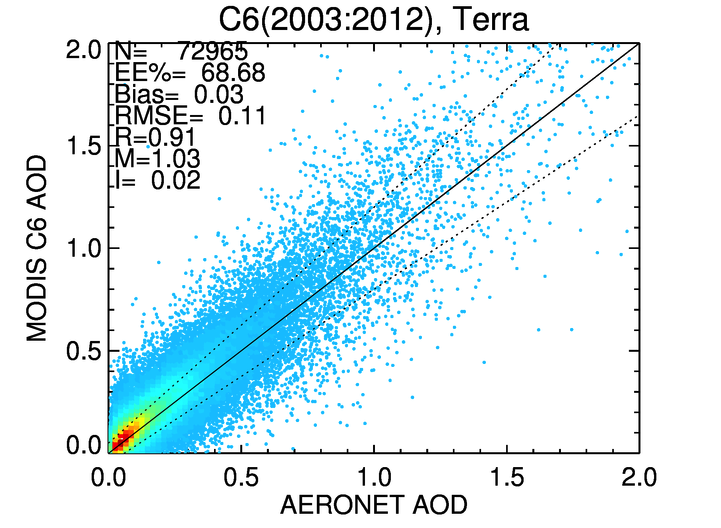 C6(2003:2012), Terra
N= 72965
EE%= 68.68
Bias= 0.03
RMSE= 0.11
R=0.91
M=1.03
I= 0.02
2.0
1.5
1.0
0.5
0.0
MODIS C6 AOD
0.0 0.5 1.0 1.5 2.0
AERONET AOD